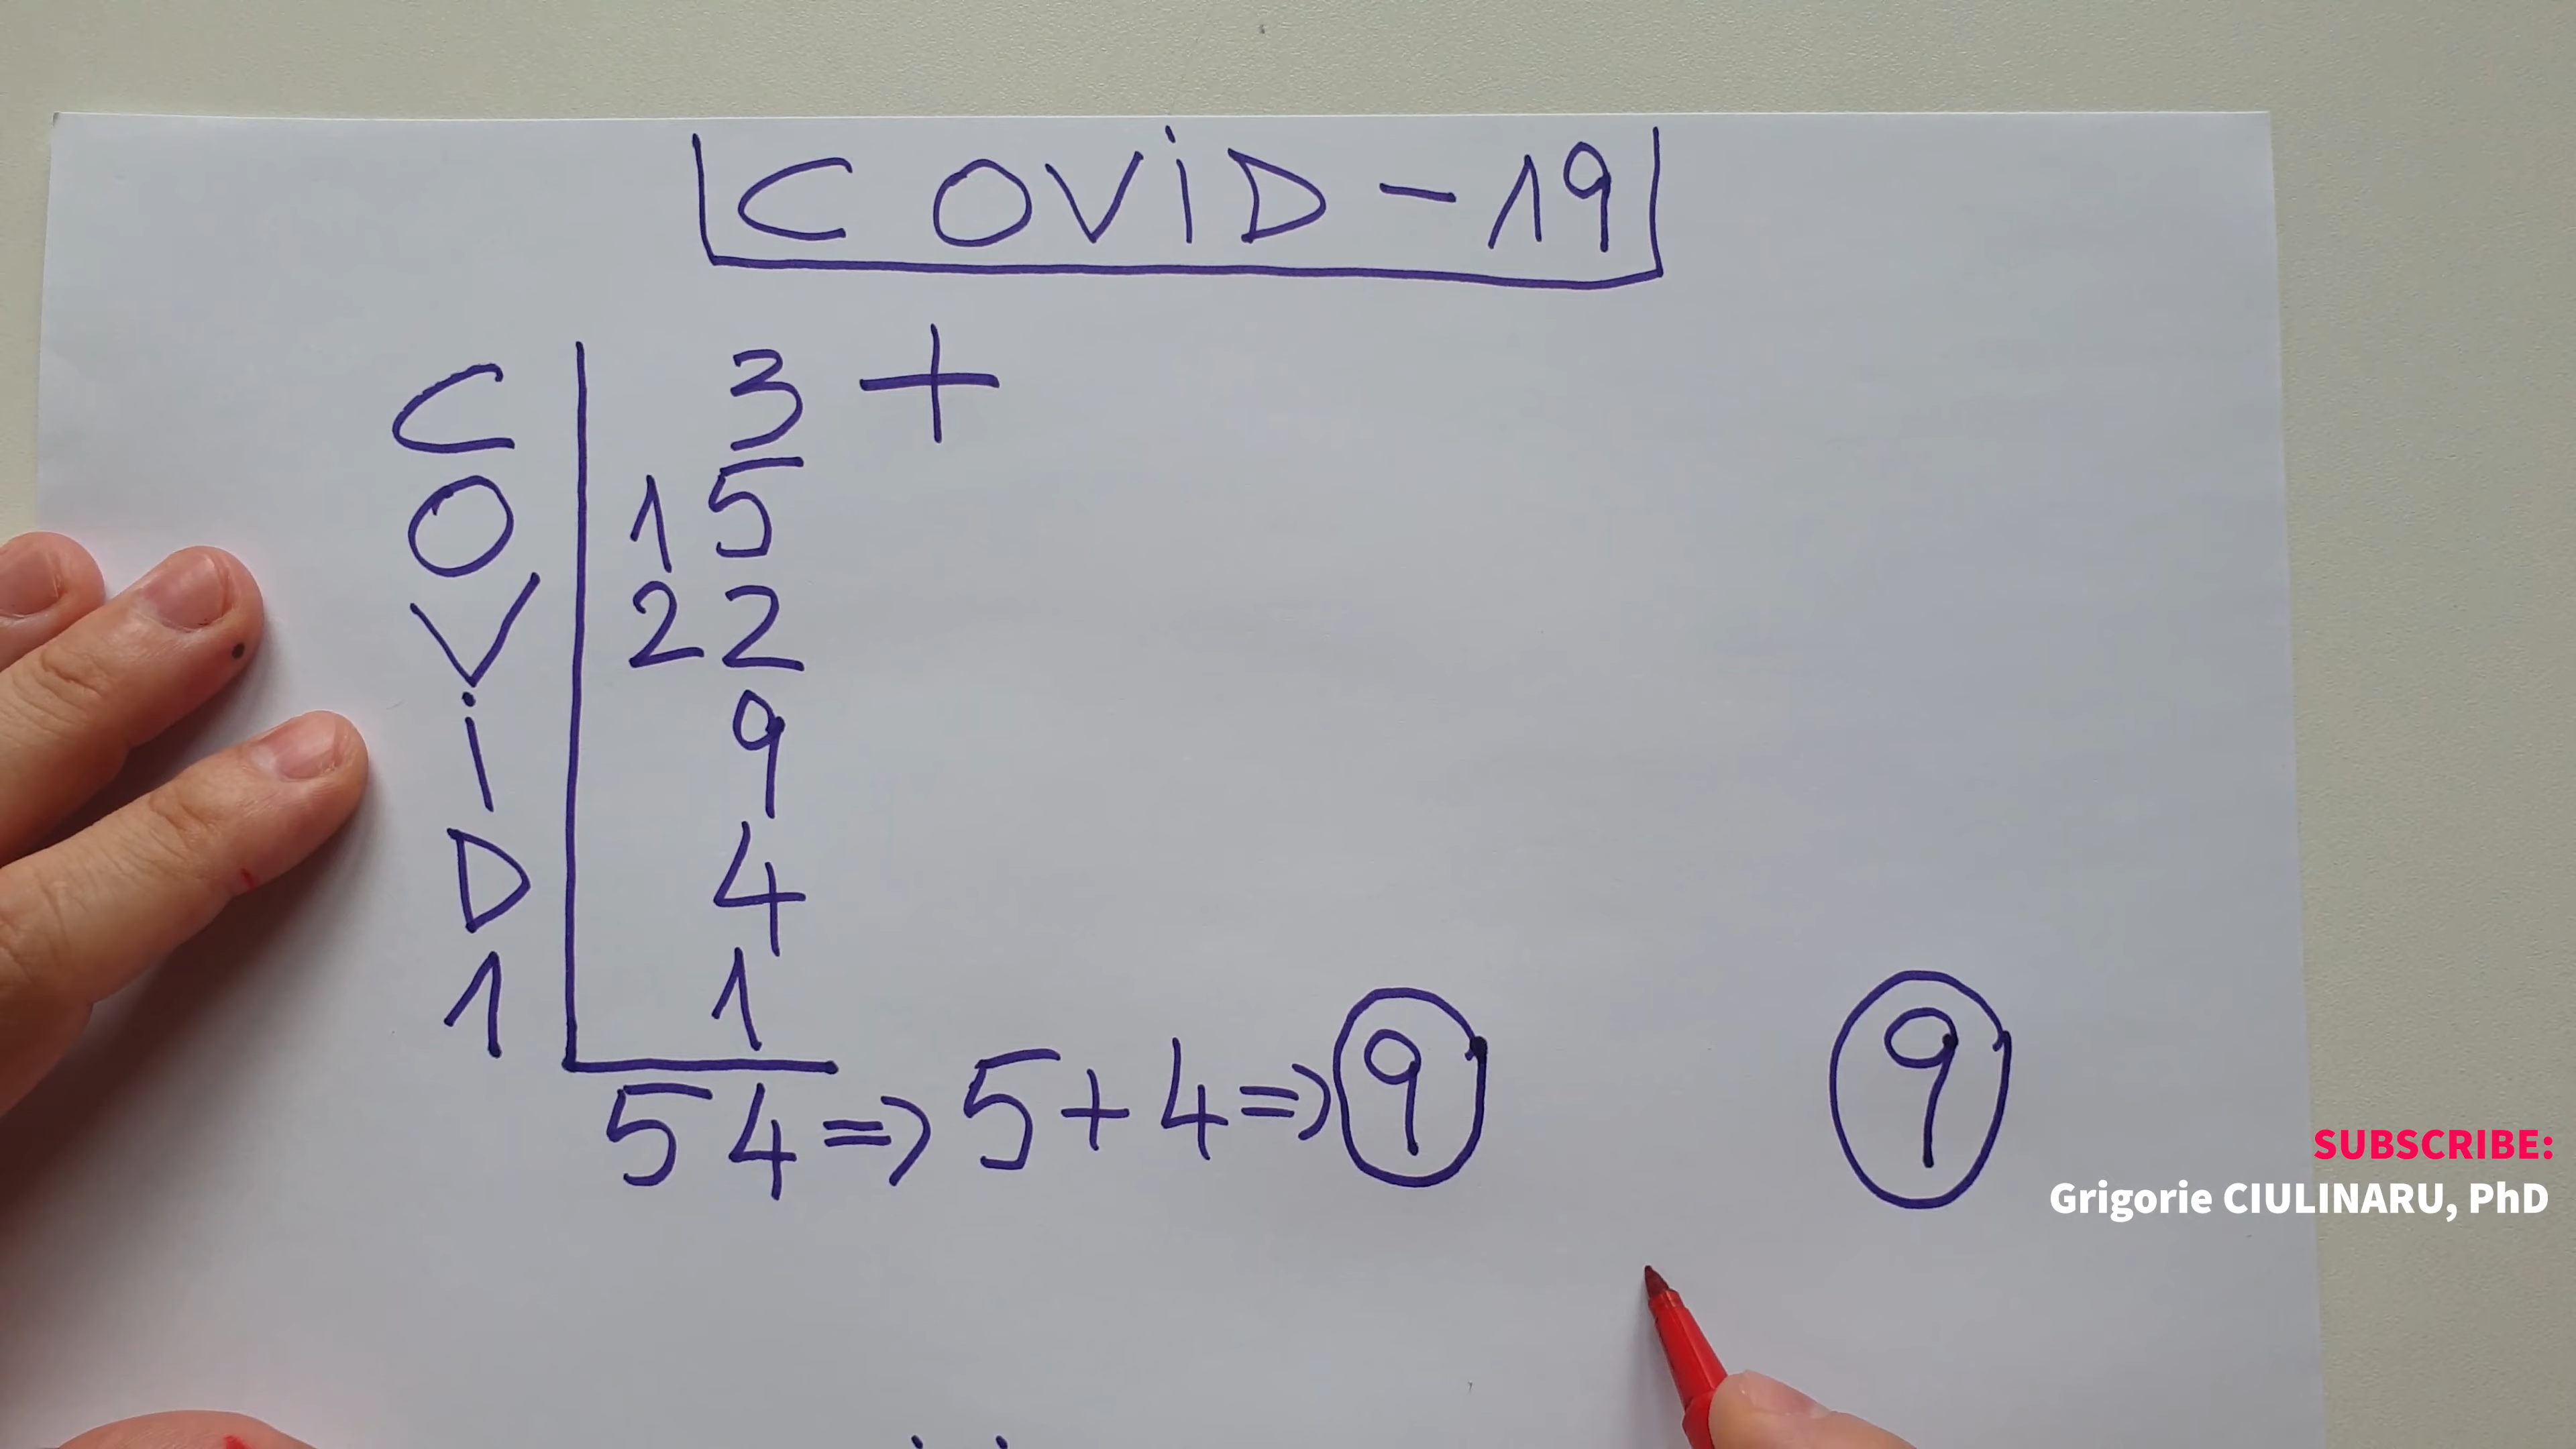 COViD-19
C 3 +
O 15
V 22
i 9
D 4
1 1
54 => 5+4 => 9 9
SUBSCRIBE:
Grigorie CIULINARU, PhD